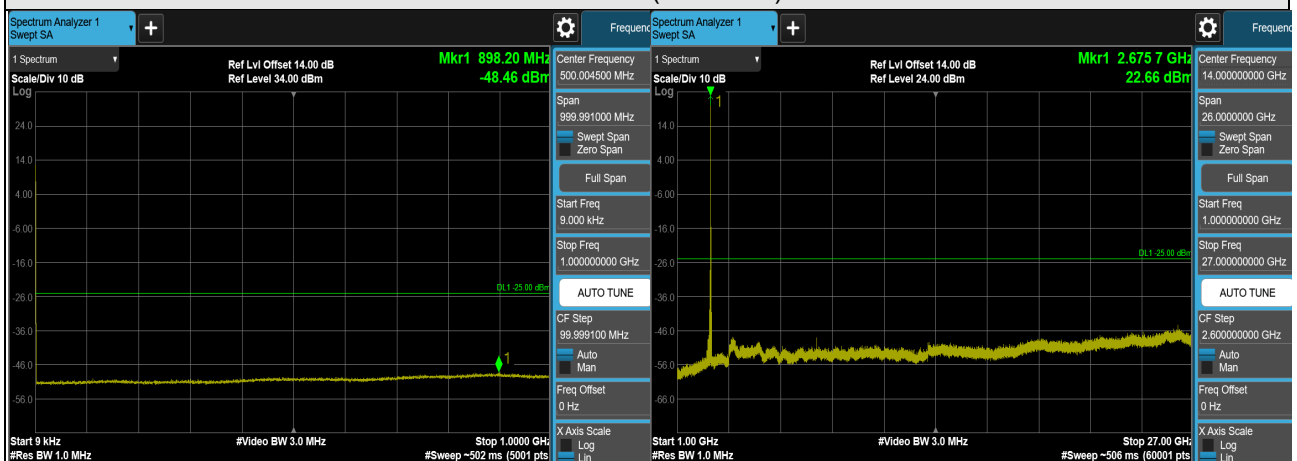 Spectrum Analyzer 1
Swept SA
+
Frequenc
1 Spectrum
Scale/Div 10 dB
Ref Lvl Offset 14.00 dB
Ref Level 34.00 dBm
Mkr1 898.20 MHz
-48.46 dBm
Log
24.0
14.0
4.00
-6.00
-16.0
-26.0
-36.0
-46.0
-56.0
DL1 -25.00 dBm
1
Start 9 kHz
#Res BW 1.0 MHz
#Video BW 3.0 MHz
Stop 1.0000 GHz
#Sweep ~502 ms (5001 pts
Center Frequency
500.004500 MHz
Span
999.991000 MHz
Swept Span
Zero Span
Full Span
Start Freq
9.000 kHz
Stop Freq
1.000000000 GHz
AUTO TUNE
CF Step
99.999100 MHz
Auto
Man
Freq Offset
0 Hz
X Axis Scale
Log
Lin
Spectrum Analyzer 1
Swept SA
+
Frequenc
1 Spectrum
Scale/Div 10 dB
Ref Lvl Offset 14.00 dB
Ref Level 24.00 dBm
Mkr1 2.675 7 GHz
22.66 dBm
Log
1
14.0
4.00
-6.00
-16.0
-26.0
-36.0
-46.0
-56.0
-66.0
DL1 -25.00 dBm
Start 1.00 GHz
#Res BW 1.0 MHz
#Video BW 3.0 MHz
Stop 27.00 GHz
#Sweep ~506 ms (60001 pts
Center Frequency
14.000000000 GHz
Span
26.0000000 GHz
Swept Span
Zero Span
Full Span
Start Freq
1.000000000 GHz
Stop Freq
27.000000000 GHz
AUTO TUNE
CF Step
2.600000000 GHz
Auto
Man
Freq Offset
0 Hz
X Axis Scale
Log
Lin